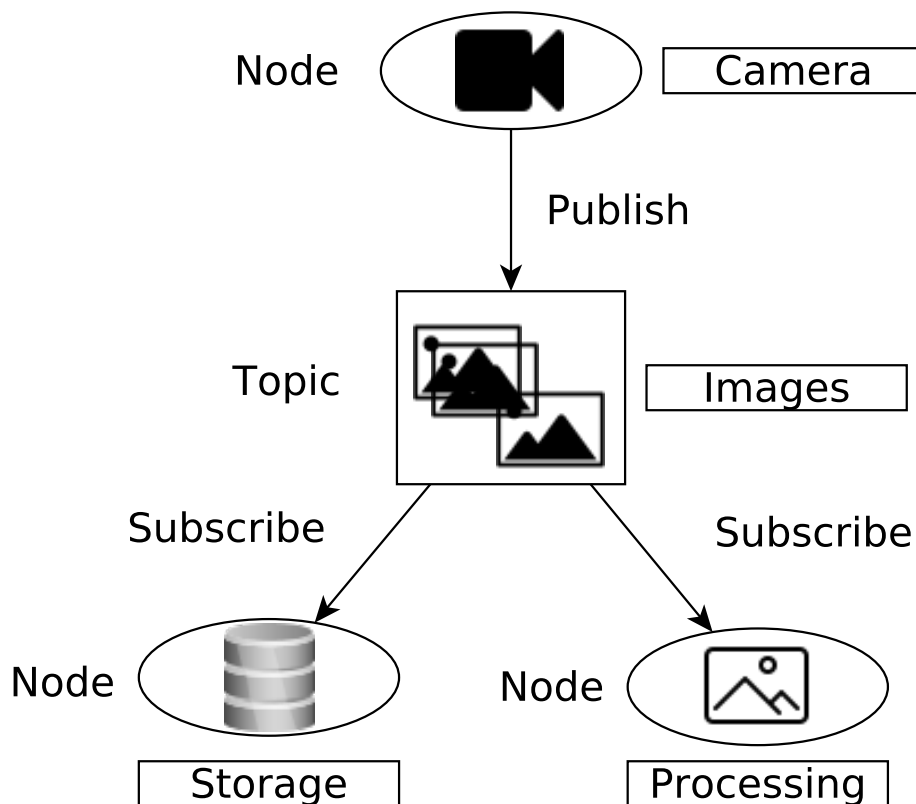 Node
Camera
Publish
Topic
Images
Subscribe
Subscribe
Node
Node
Storage
Processing